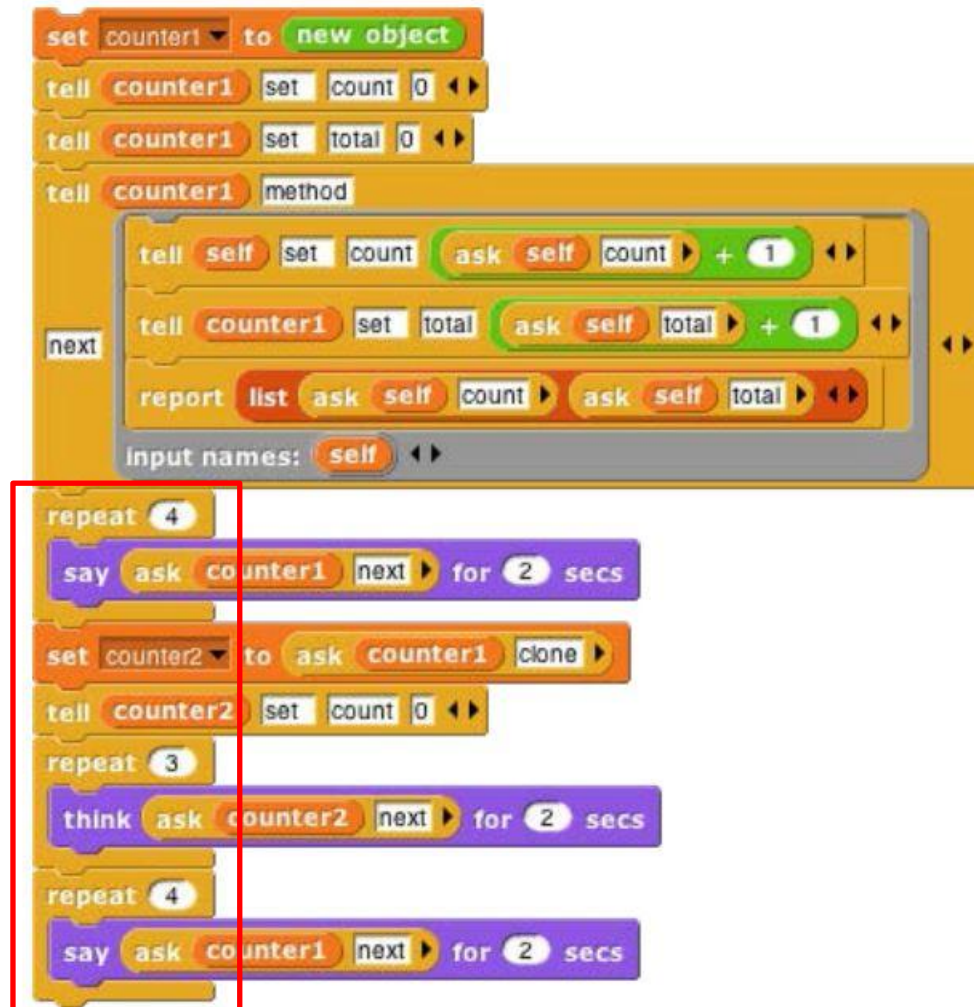 set counter1 to new object
tell counter1 set count 0
tell counter1 set total 0
tell counter1 method
tell self set count ask self count + 1
next tell counter1 set total ask self total + 1
report list ask self count ask self total
input names: self
repeat 4
say ask counter1 next for 2 secs
set counter2 to ask counter1 clone
tell counter2 set count 0
repeat 3
think ask counter2 next for 2 secs
repeat 4
say ask counter1 next for 2 secs